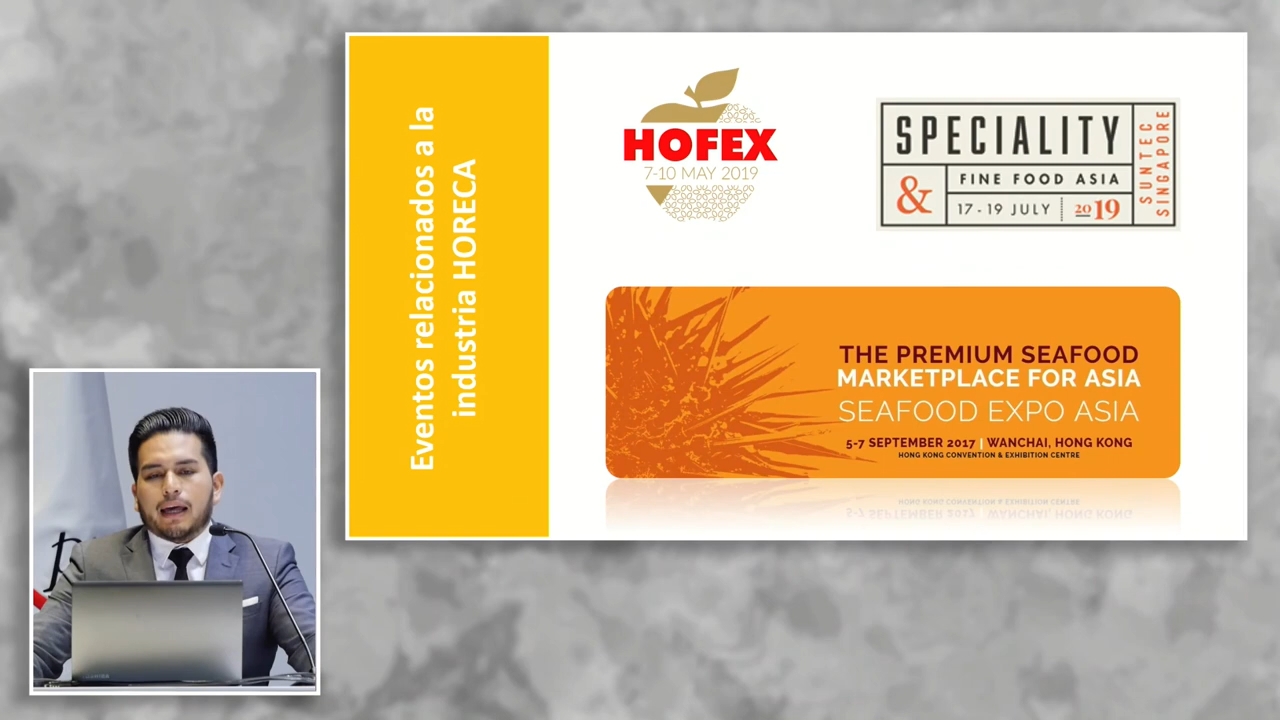 Eventos relacionados a la
industria HORECA
HOFEX
7-10 MAY 2019
SPECIALITY
& FINE FOOD ASIA
17-19 JULY 2019
SUNTEC
SINGAPORE
THE PREMIUM SEAFOOD
MARKETPLACE FOR ASIA
SEAFOOD EXPO ASIA
5-7 SEPTEMBER 2017 | WANCHAI, HONG KONG
HONG KONG CONVENTION & EXHIBITION CENTRE